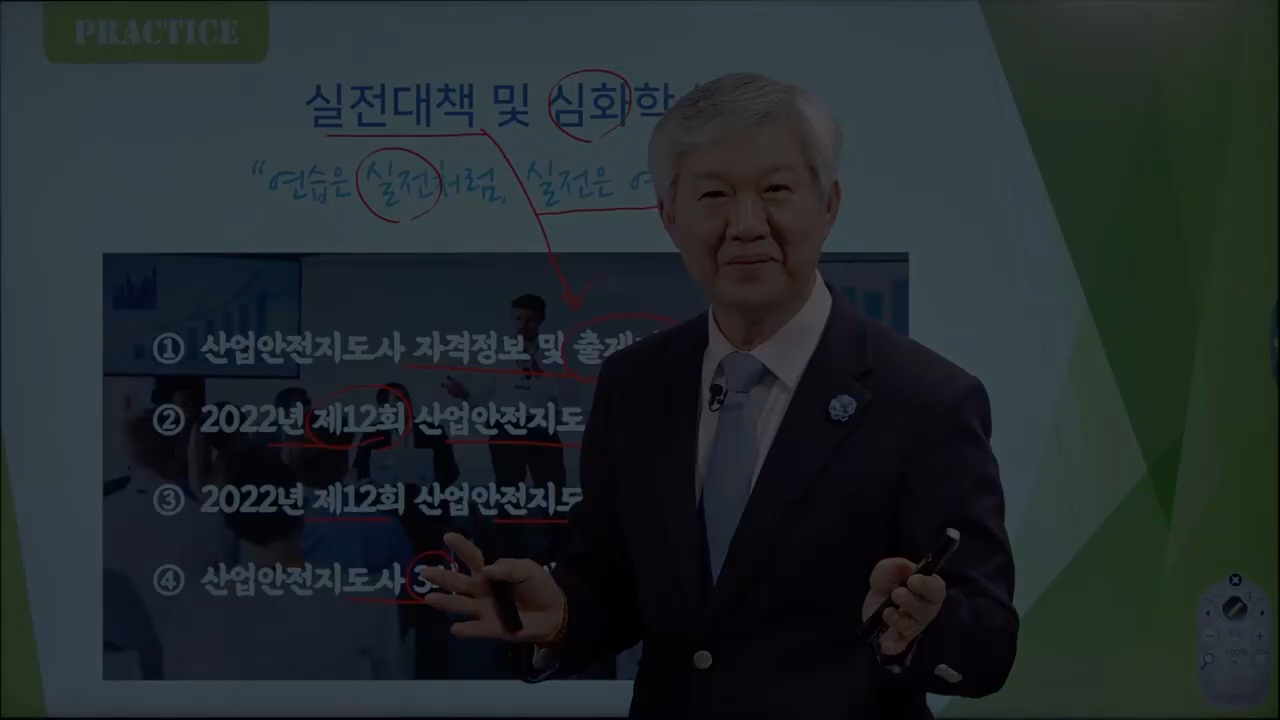 PRACTICE
실전대책 및 심화학
“연습은 실전처럼, 실전은
① 산업안전지도사 자격정보 및 출제
② 2022년 제12회 산업안전지도
③ 2022년 제12회 산업안전지도
④ 산업안전지도사
100%